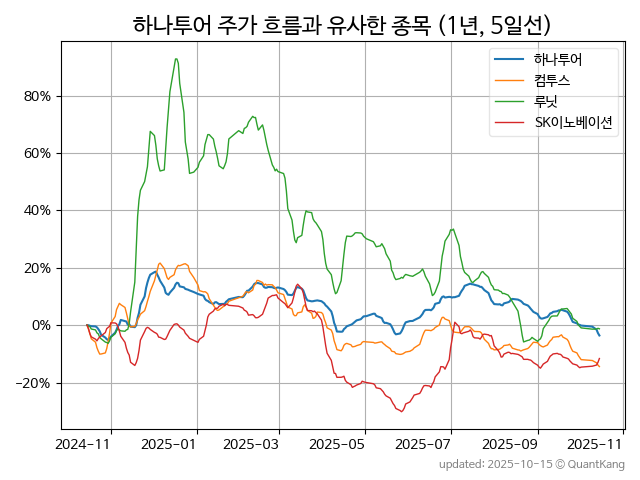 하나투어 주가 흐름과 유사한 종목 (1년, 5일선)
하나투어
컴투스
루닛
SK이노베이션
80%
60%
40%
20%
0%
−20%
2024-11
2025-01
2025-03
2025-05
2025-07
2025-09
2025-11
updated: 2025-10-15 © QuantKang